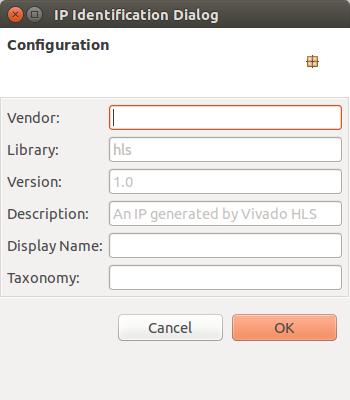 IP Identification Dialog
Configuration
Vendor:
Library: hls
Version: 1.0
Description: An IP generated by Vivado HLS
Display Name:
Taxonomy:
Cancel OK